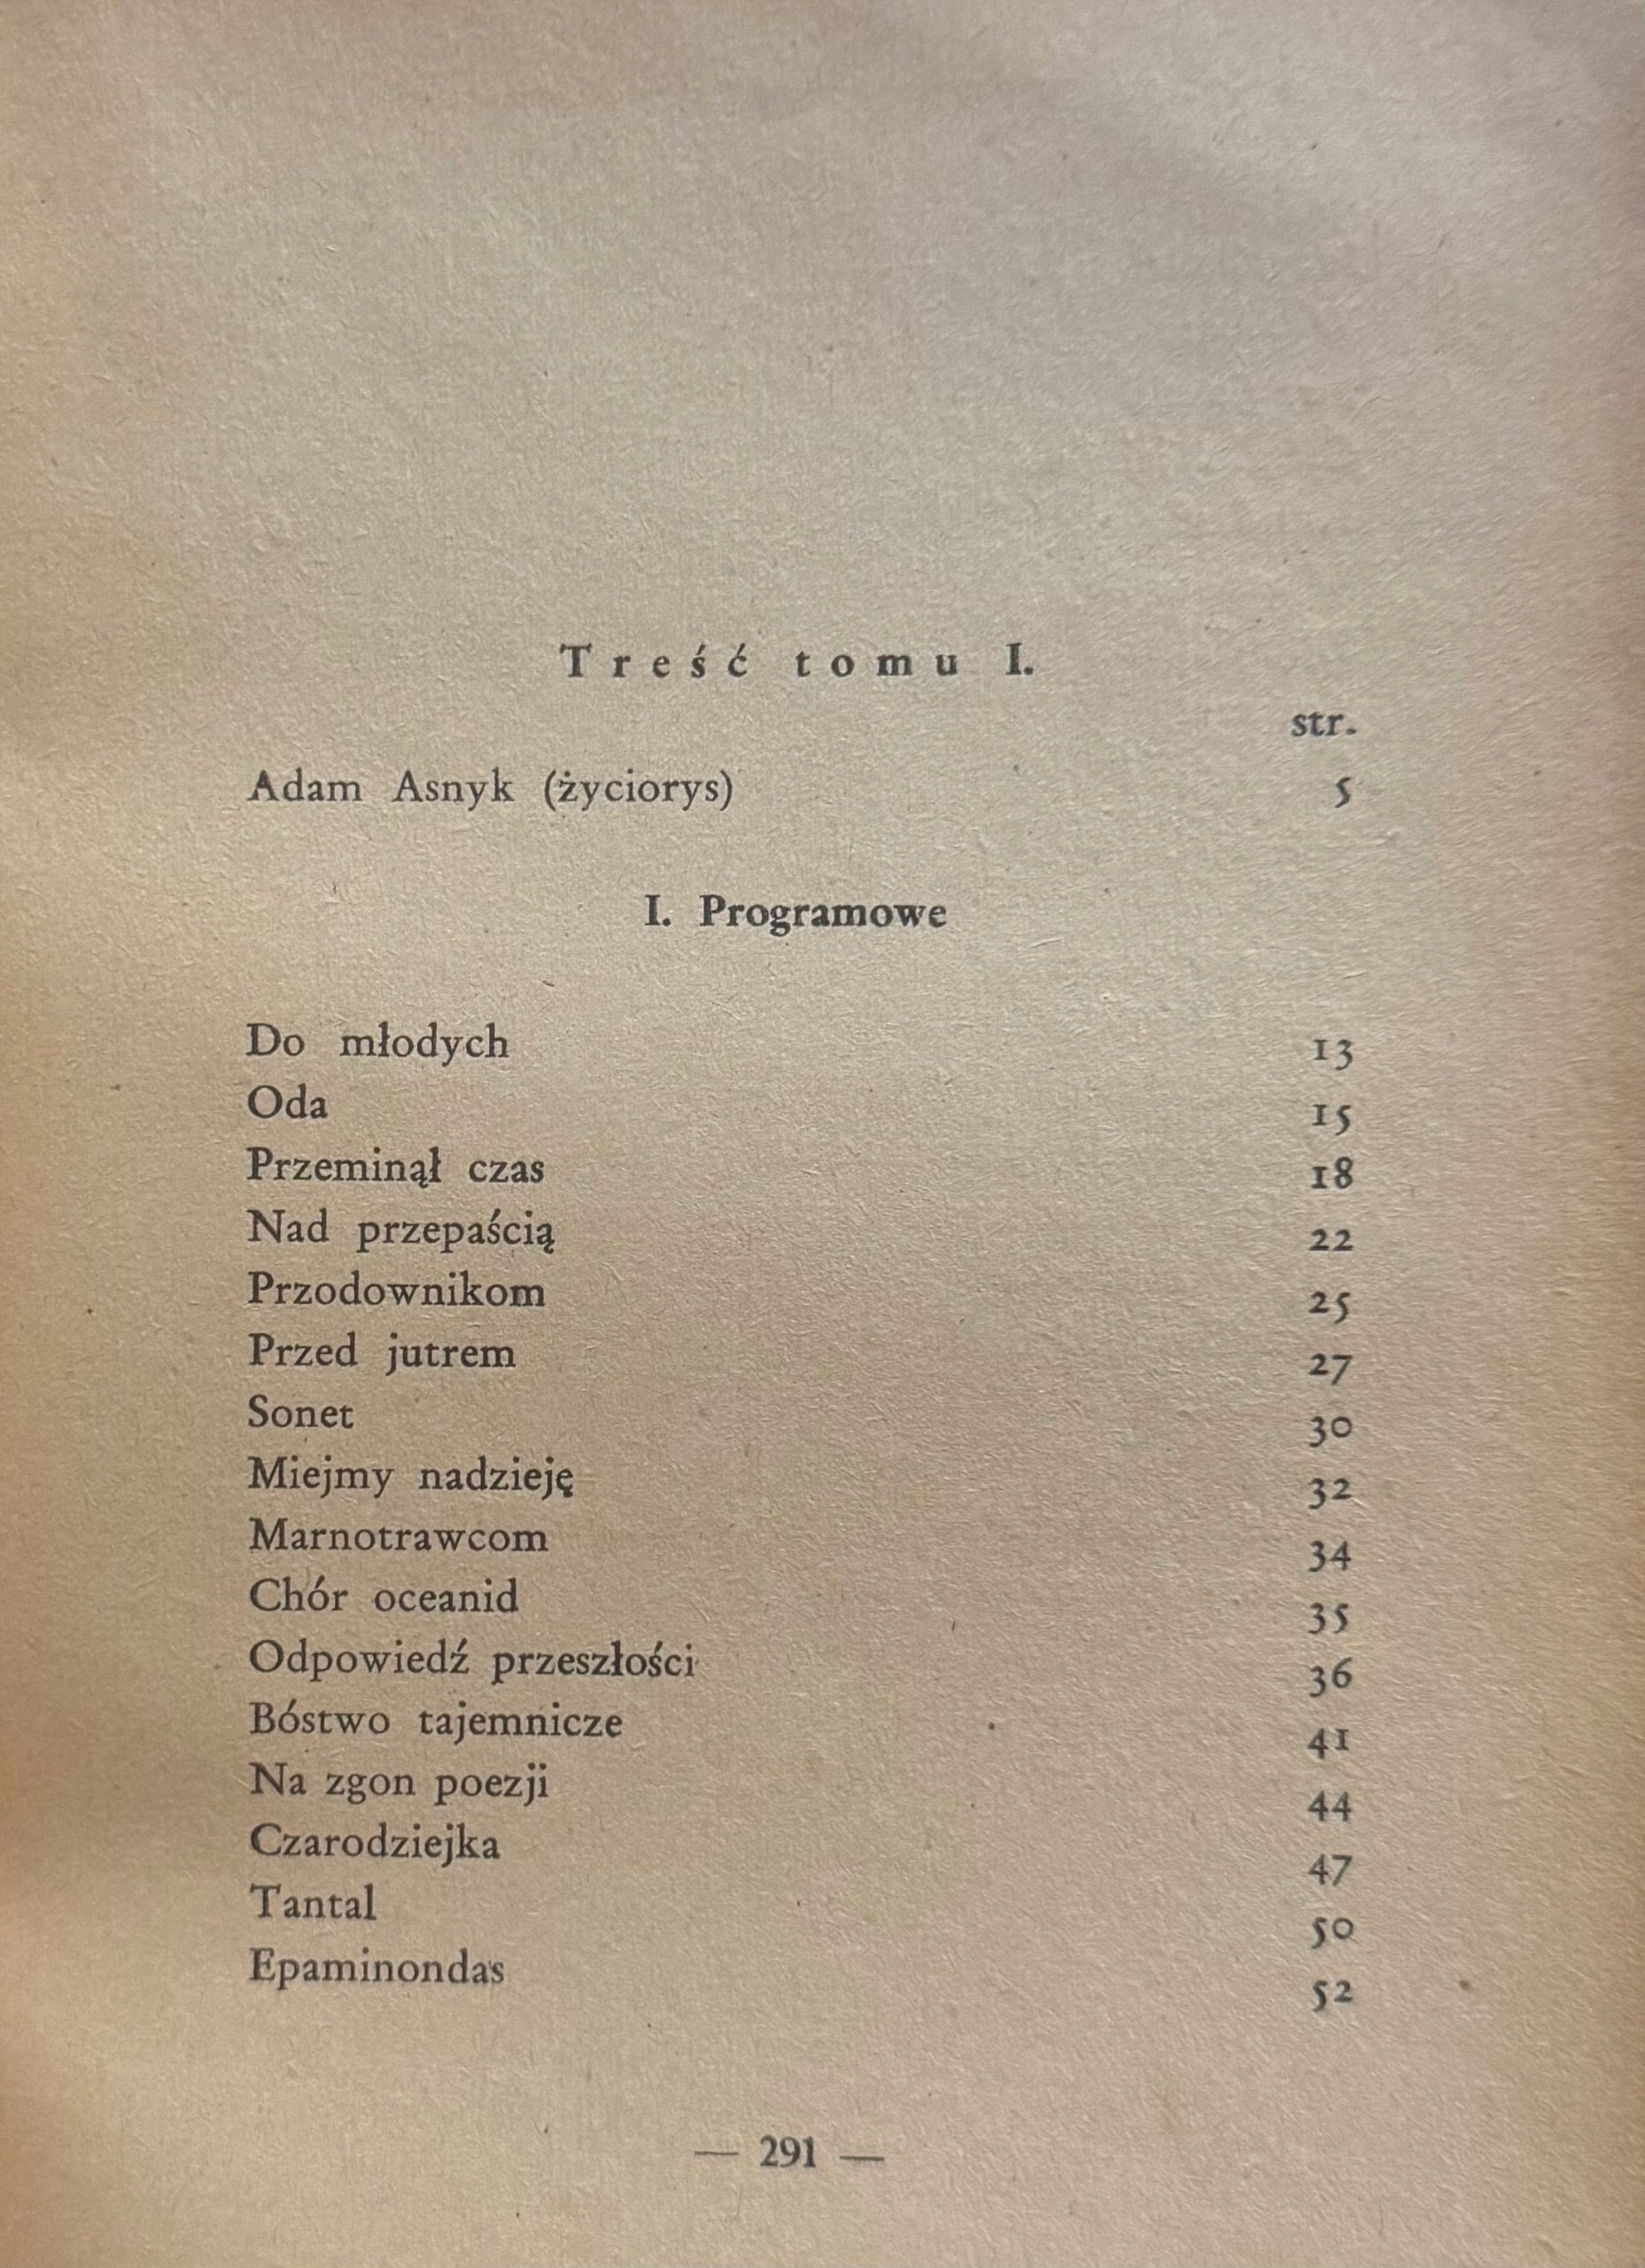 Treść tomu I.
str.
Adam Asnyk (życiorys) 5
I. Programowe
Do młodych 13
Oda 15
Przeminął czas 18
Nad przepaścią 22
Przodownikom 25
Przed jutrem 27
Sonet 30
Miejmy nadzieję 32
Marnotrawcom 34
Chór oceanid 35
Odpowiedź przeszłości 36
Bóstwo tajemnicze 41
Na zgon poezji 44
Czarodziejka 47
Tantal 50
Epaminondas 52
— 291 —